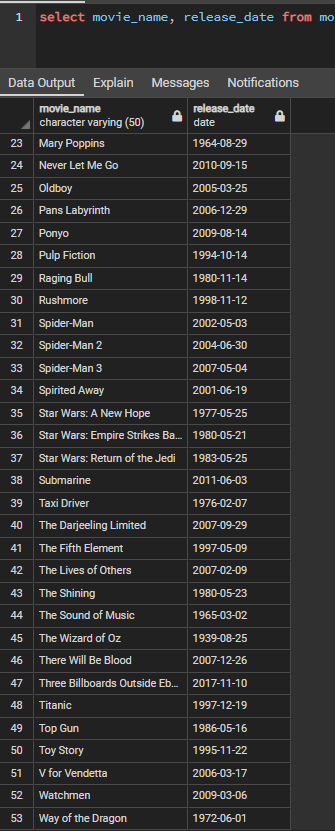 1 select movie_name, release_date from mo
Data Output Explain Messages Notifications
movie_name release_date
character varying (50) date
23 Mary Poppins 1964-08-29
24 Never Let Me Go 2010-09-15
25 Oldboy 2005-03-25
26 Pans Labyrinth 2006-12-29
27 Ponyo 2009-08-14
28 Pulp Fiction 1994-10-14
29 Raging Bull 1980-11-14
30 Rushmore 1998-11-12
31 Spider-Man 2002-05-03
32 Spider-Man 2 2004-06-30
33 Spider-Man 3 2007-05-04
34 Spirited Away 2001-06-19
35 Star Wars: A New Hope 1977-05-25
36 Star Wars: Empire Strikes Ba... 1980-05-21
37 Star Wars: Return of the Jedi 1983-05-25
38 Submarine 2011-06-03
39 Taxi Driver 1976-02-07
40 The Darjeeling Limited 2007-09-29
41 The Fifth Element 1997-05-09
42 The Lives of Others 2007-02-09
43 The Shining 1980-05-23
44 The Sound of Music 1965-03-02
45 The Wizard of Oz 1939-08-25
46 There Will Be Blood 2007-12-26
47 Three Billboards Outside Eb... 2017-11-10
48 Titanic 1997-12-19
49 Top Gun 1986-05-16
50 Toy Story 1995-11-22
51 V for Vendetta 2006-03-17
52 Watchmen 2009-03-06
53 Way of the Dragon 1972-06-01